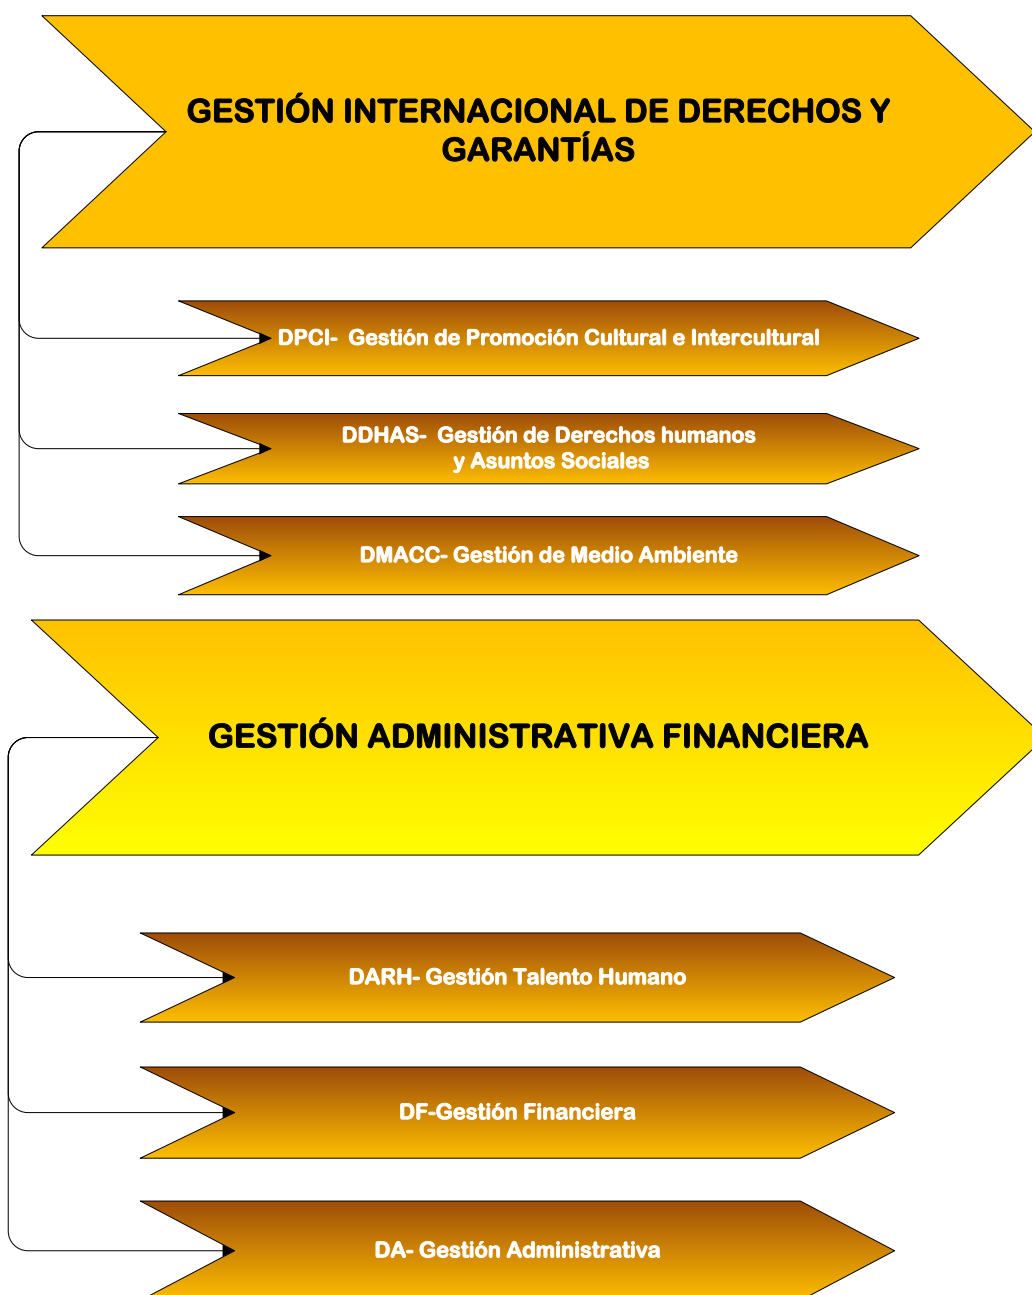 GESTIÓN INTERNACIONAL DE DERECHOS Y
GARANTÍAS
DPCI- Gestión de Promoción Cultural e Intercultural
DDHAS- Gestión de Derechos humanos
y Asuntos Sociales
DMACC- Gestión de Medio Ambiente
GESTIÓN ADMINISTRATIVA FINANCIERA
DARH- Gestión Talento Humano
DF-Gestión Financiera
DA- Gestión Administrativa